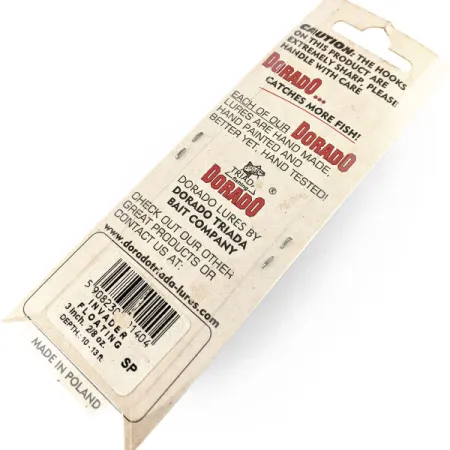 CAUTION: THE HOOKS
ON THIS PRODUCT ARE
EXTREMELY SHARP. PLEASE
HANDLE WITH CARE
DORADO...
CATCHES MORE FISH!
EACH OF OUR DORADO
LURES ARE HAND MADE,
HAND PAINTED AND
BETTER YET, HAND TESTED!
TRIADA
DORADO ®
DORADO LURES BY
DORADO TRIADA
BAIT COMPANY
CHECK OUT OUR OTHER
GREAT PRODUCTS OR
CONTACT US AT:
www.doradotriada-lures.com
1404
INVADER
FLOATING
3 inch, 2/8 oz.
DEPTH: 10-13 ft
SP
MADE IN POLAND